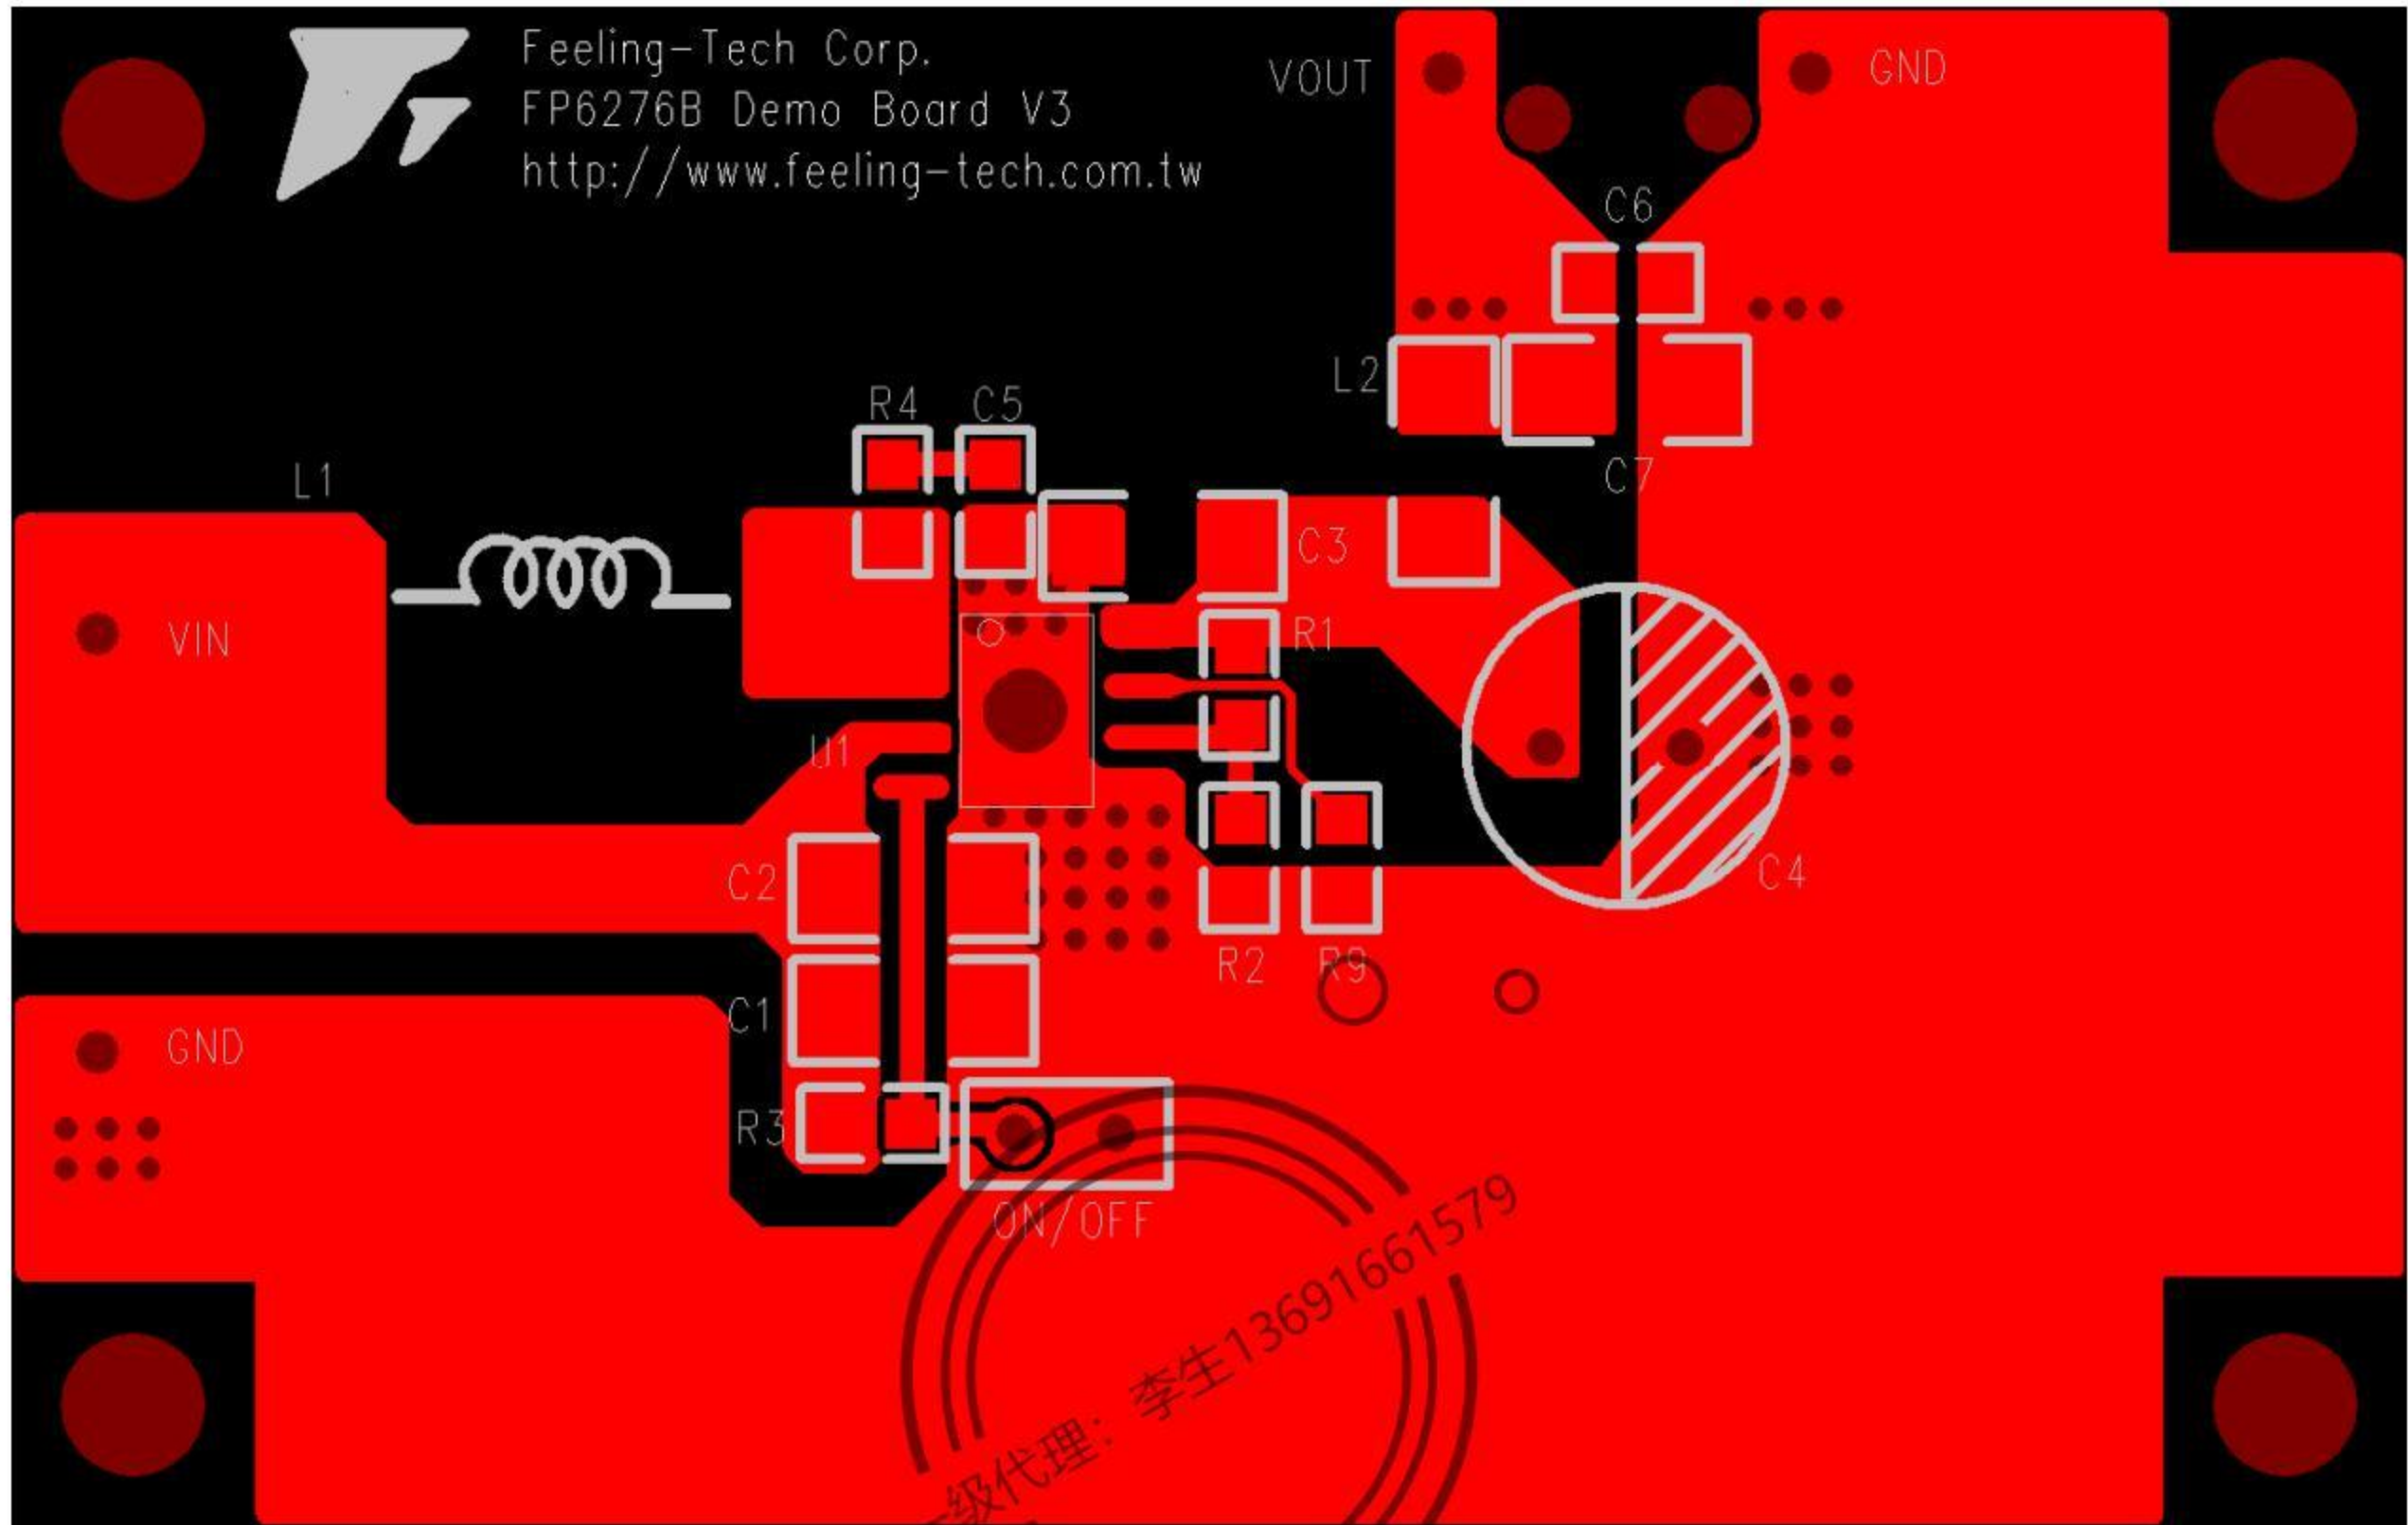 Feeling-Tech Corp.
FP6276B Demo Board V3
http://www.feeling-tech.com.tw
VOUT
GND
C6
L2
R4
C5
C7
L1
C3
R1
VIN
U1
C2
C4
R2
R9
C1
GND
R3
ON/OFF
级代理：李生13691661579